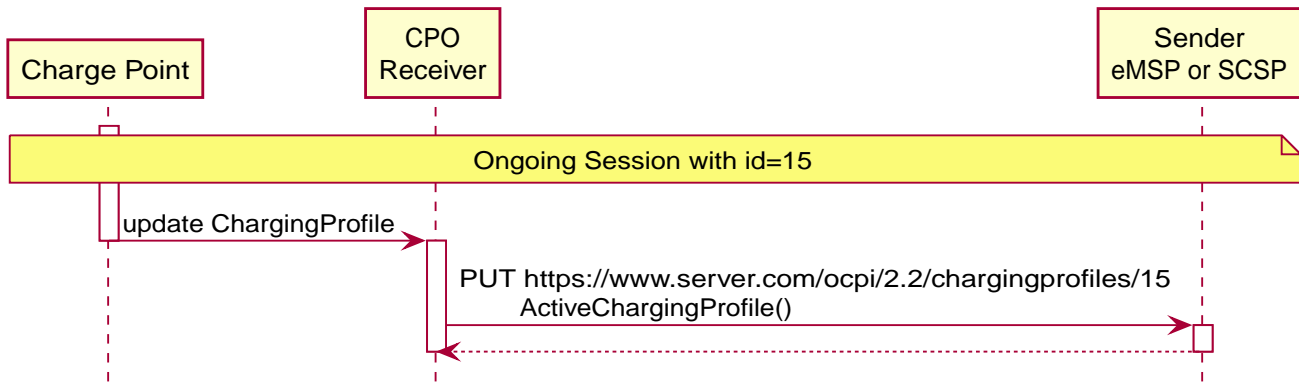 Charge Point
CPO
Receiver
Sender
eMSP or SCSP
Ongoing Session with id=15
update ChargingProfile
PUT https://www.server.com/ocpi/2.2/chargingprofiles/15
ActiveChargingProfile()